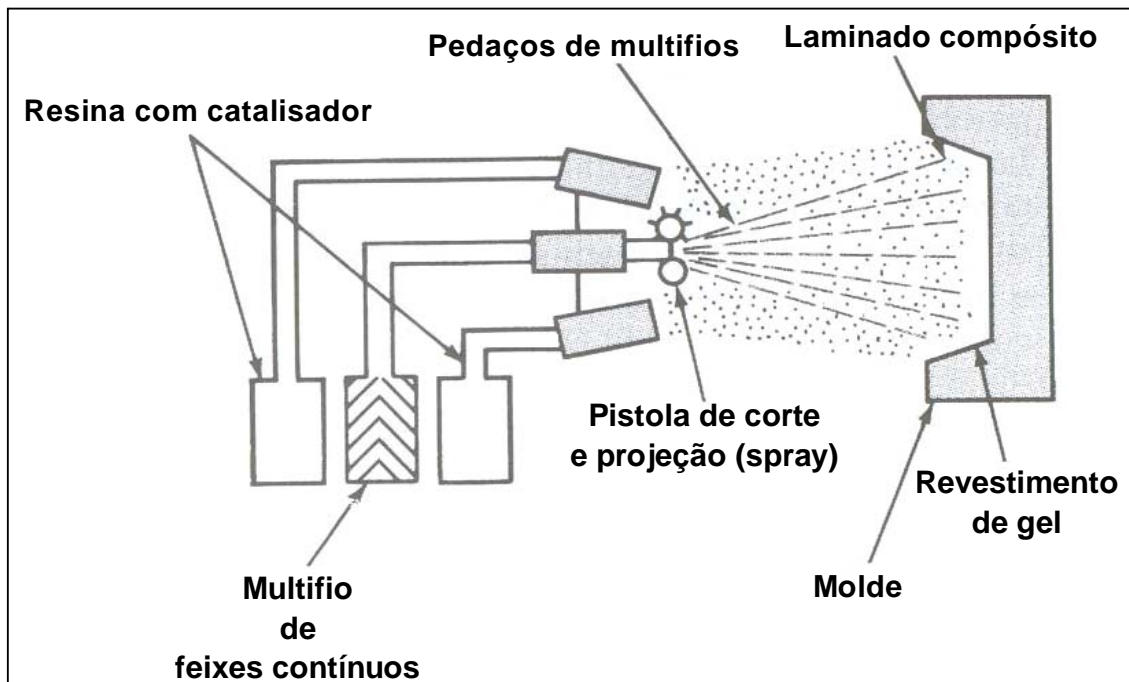 Pedaços de multifios
Laminado compósito
Resina com catalisador
Pistola de corte
e projeção (spray)
Revestimento
de gel
Molde
Multifio
de
feixes contínuos